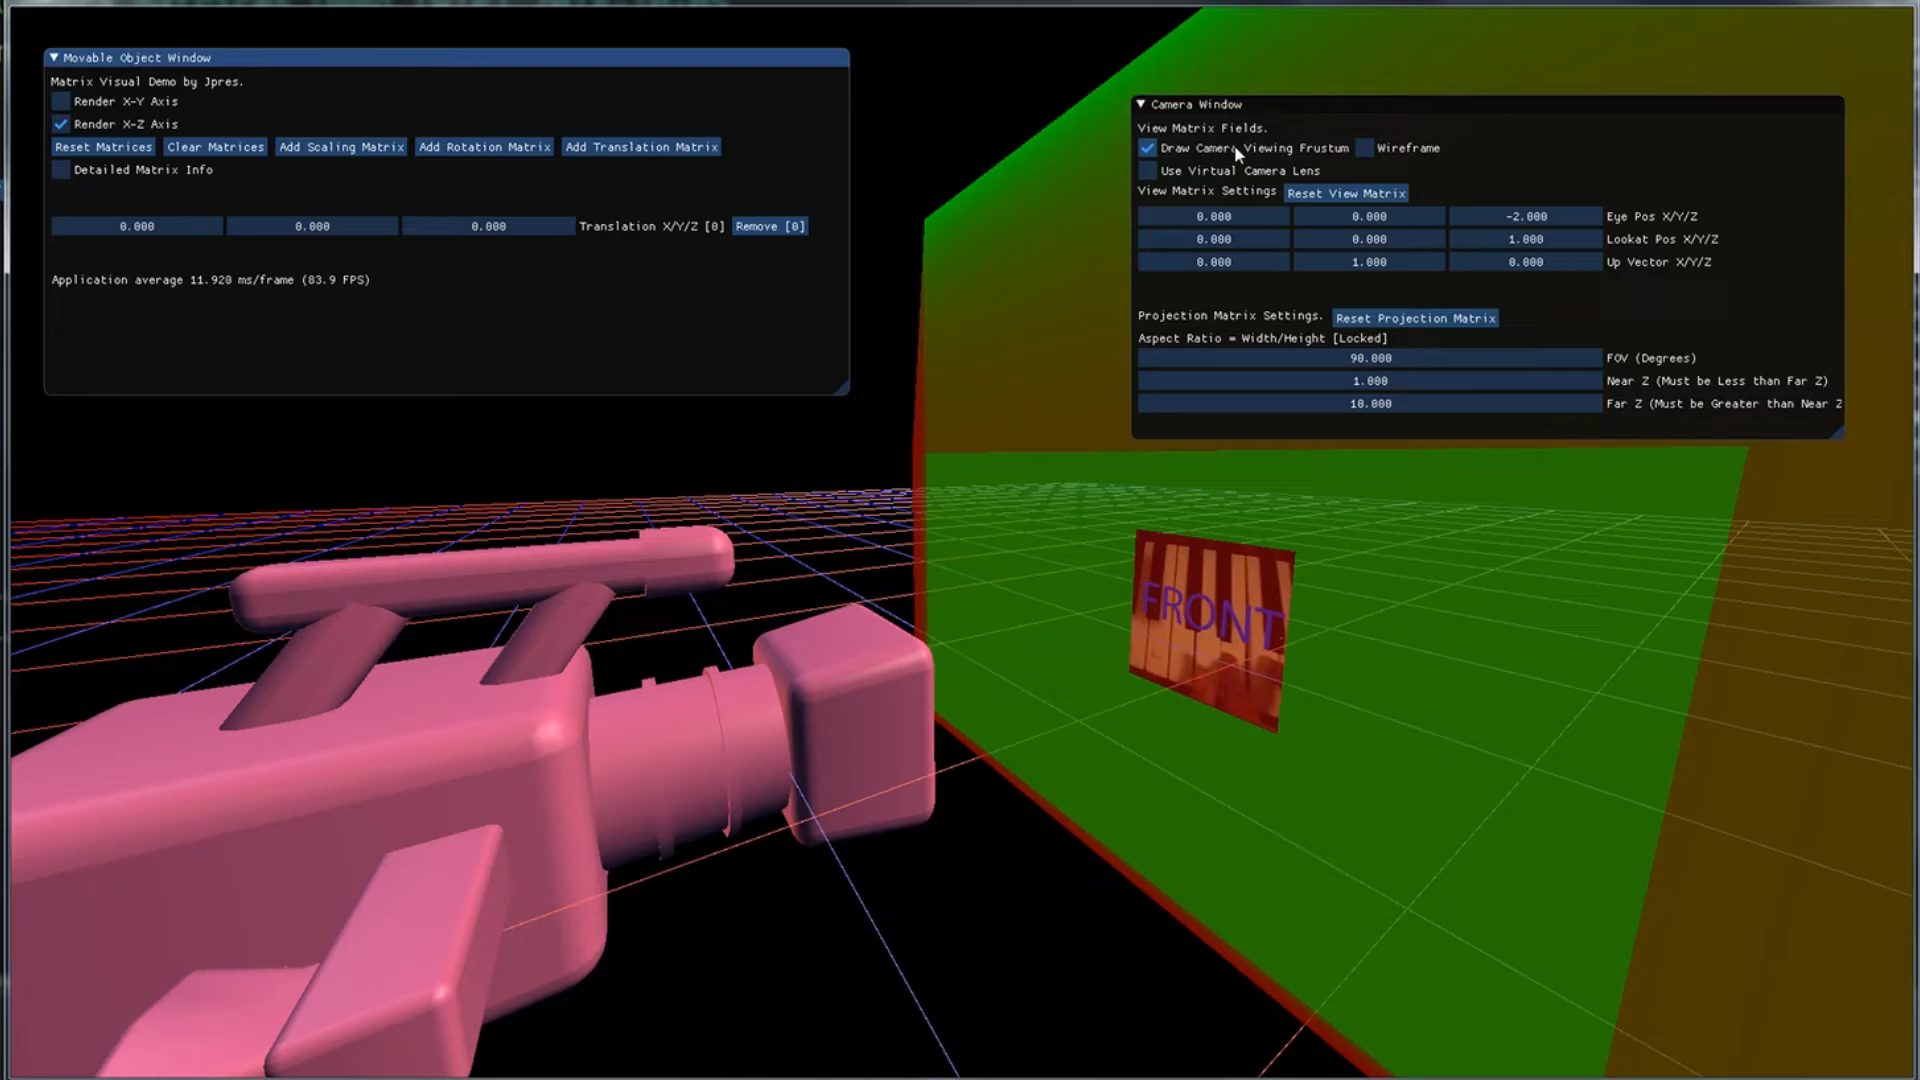 Movable Object Window
Matrix Visual Demo by Jpres.
Render X-Y Axis
Render X-Z Axis
Reset Matrices Clear Matrices Add Scaling Matrix Add Rotation Matrix Add Translation Matrix
Detailed Matrix Info
0.000 0.000 0.000 Translation X/Y/Z [0] Remove [0]
Application average 11.920 ms/frame (83.9 FPS)
Camera Window
View Matrix Fields.
Draw Camera Viewing Frustum Wireframe
Use Virtual Camera Lens
View Matrix Settings Reset View Matrix
0.000 0.000 -2.000 Eye Pos X/Y/Z
0.000 0.000 1.000 Lookat Pos X/Y/Z
0.000 1.000 0.000 Up Vector X/Y/Z
Projection Matrix Settings. Reset Projection Matrix
Aspect Ratio = Width/Height [Locked]
90.000 FOV (Degrees)
1.000 Near Z (Must be Less than Far Z)
10.000 Far Z (Must be Greater than Near Z
FRONT